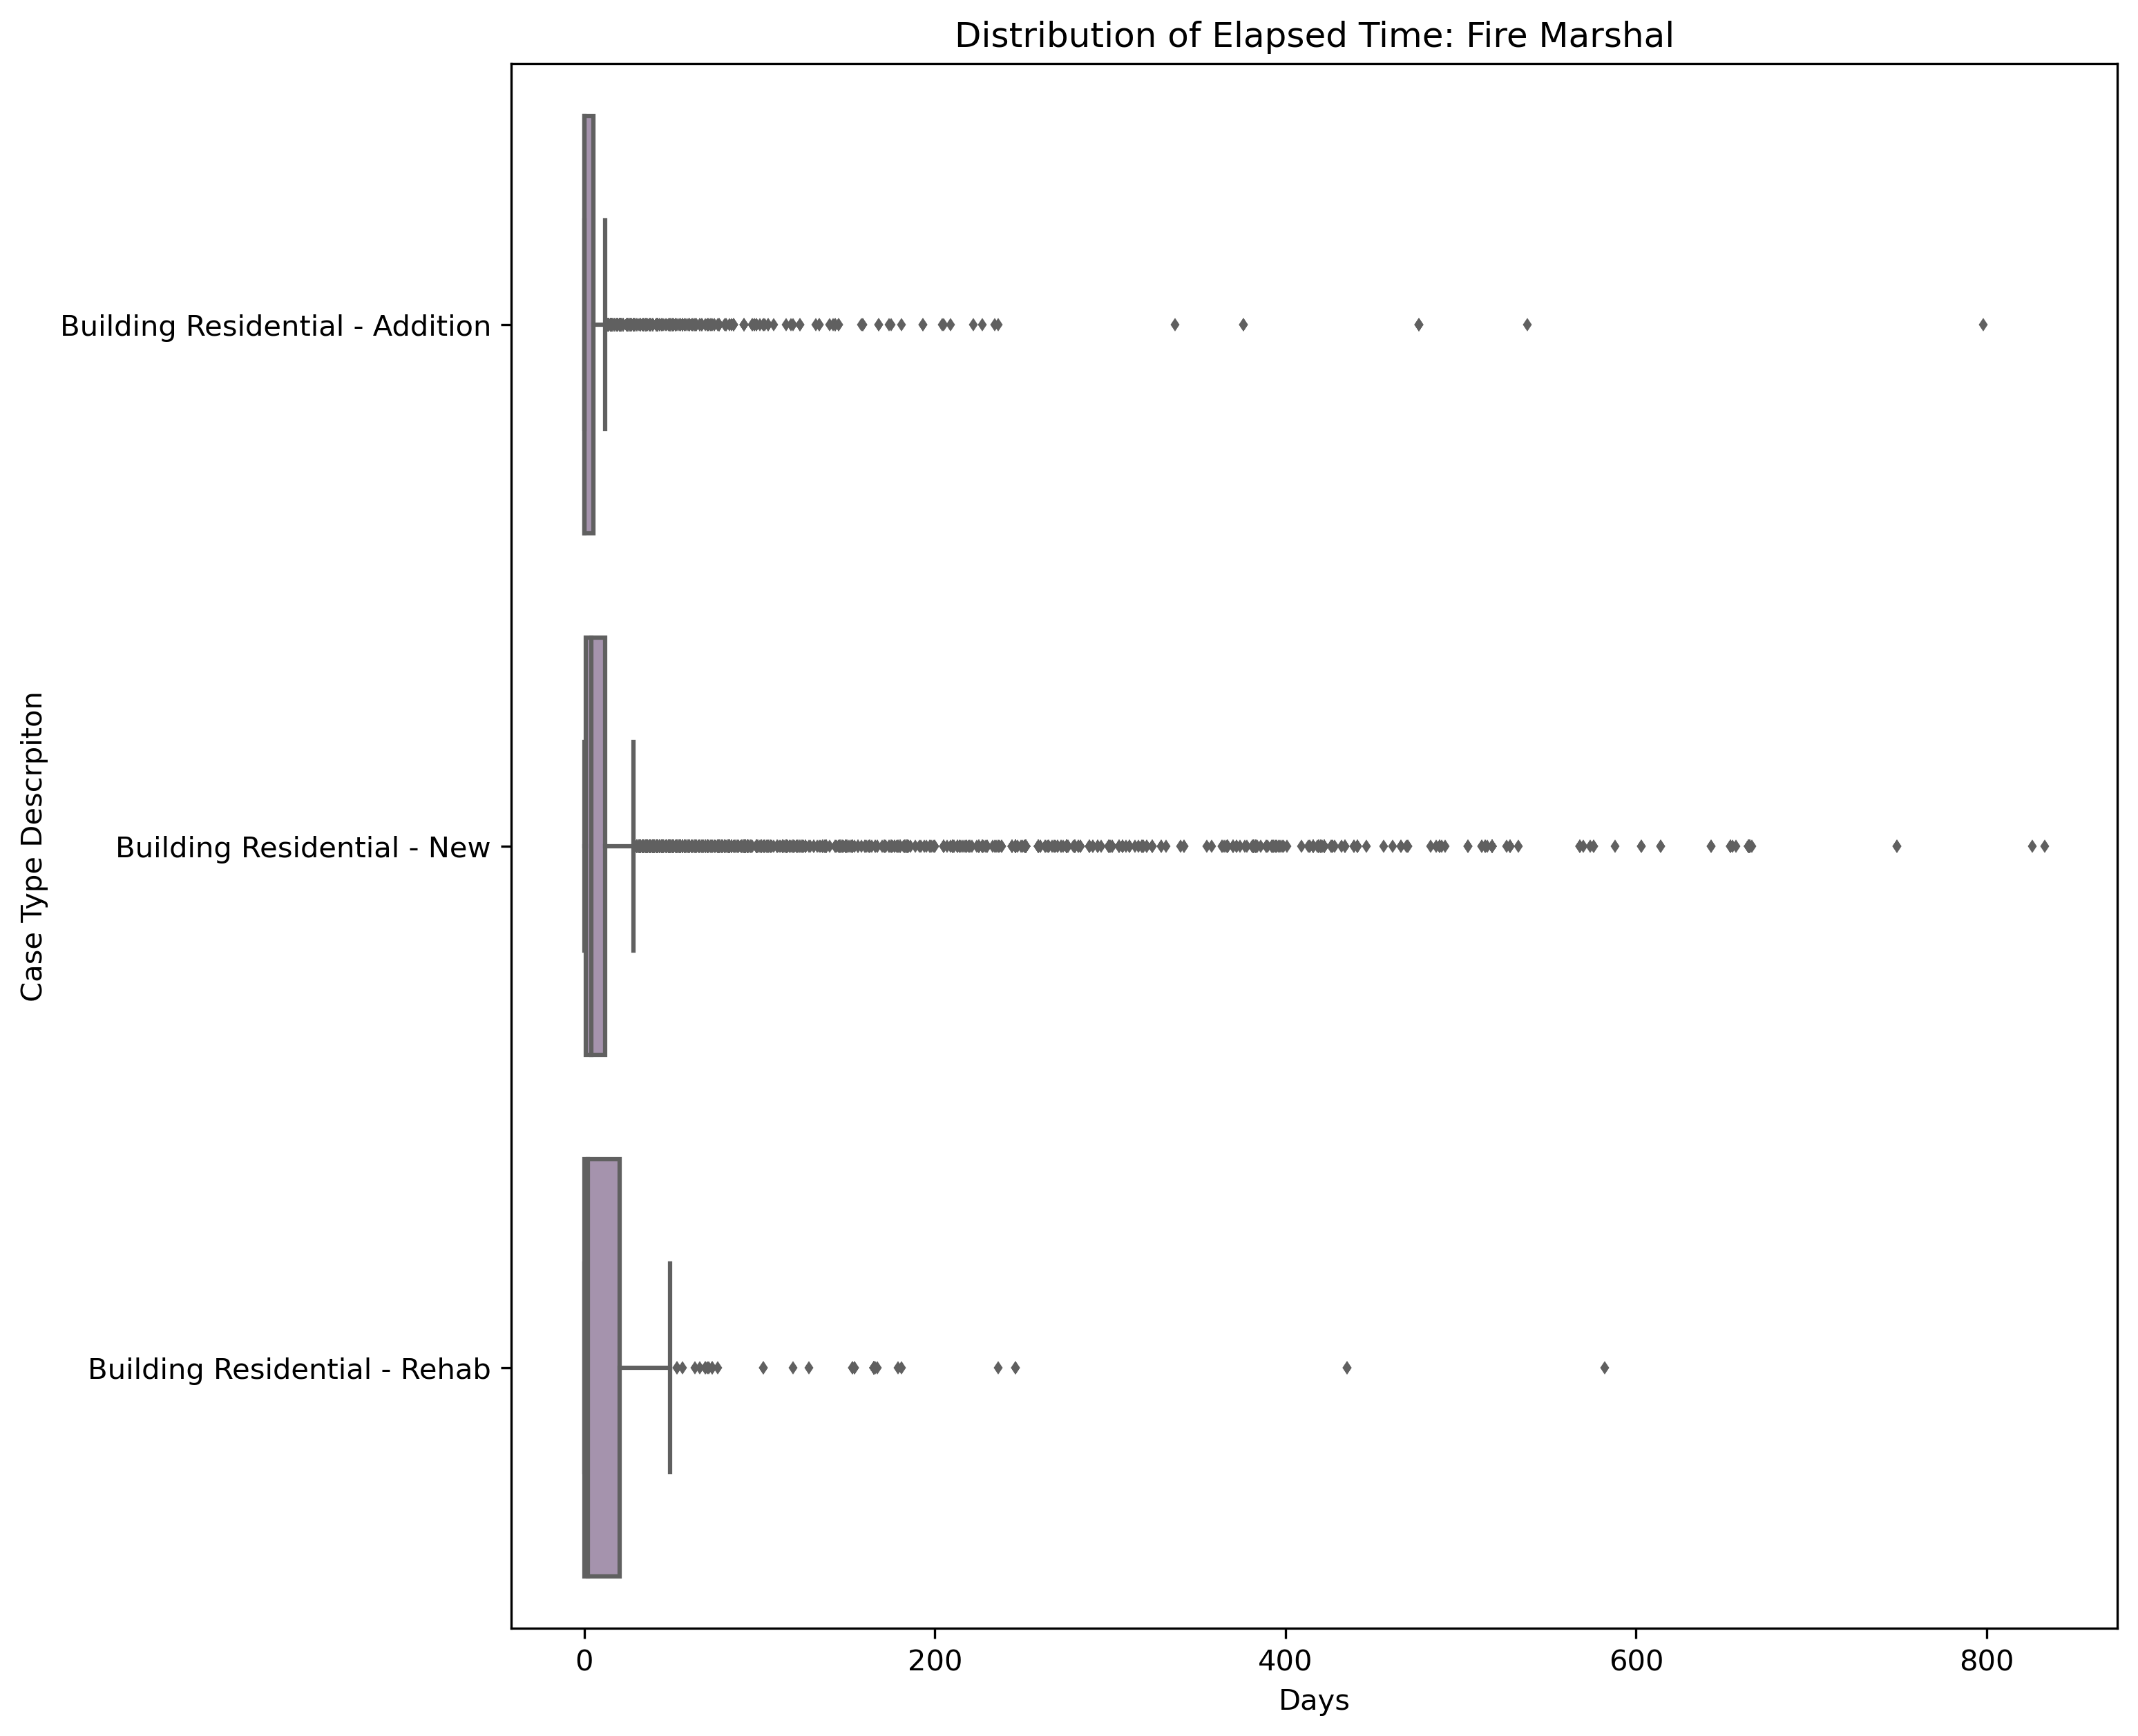 Distribution of Elapsed Time: Fire Marshal
Case Type Descrpiton
Building Residential - Addition
Building Residential - New
Building Residential - Rehab
0 200 400 600 800
Days